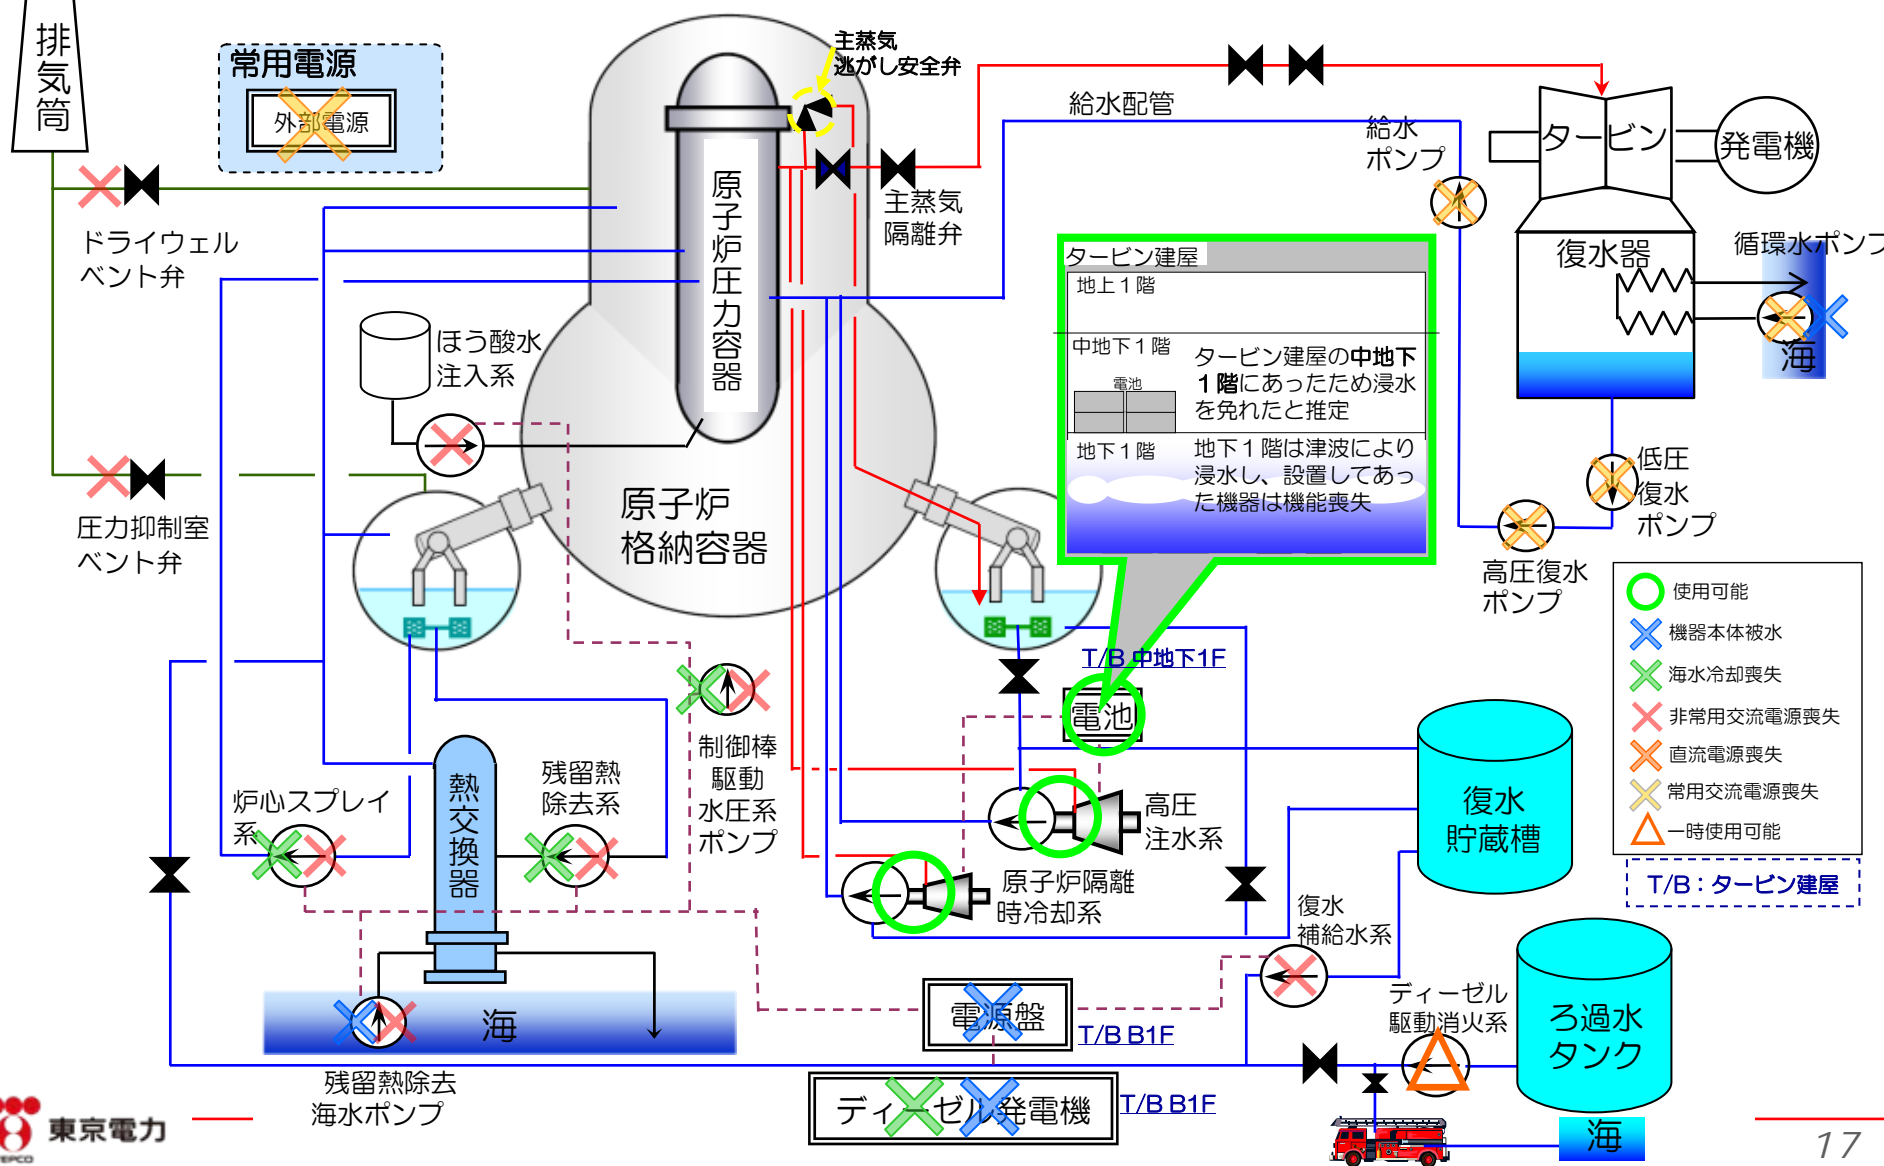 排気筒
常用電源
外部電源
主蒸気
逃がし安全弁
給水配管
給水
ポンプ
タービン
発電機
ドライウェル
ベント弁
原子炉圧力容器
主蒸気
隔離弁
復水器
循環水ポンプ
海
タービン建屋
地上1階
中地下1階
電池
タービン建屋の中地下
1階にあったため浸水
を免れたと推定
地下1階
地下1階は津波により
浸水し、設置してあっ
た機器は機能喪失
ほう酸水
注入系
圧力抑制室
ベント弁
原子炉
格納容器
低圧
復水
ポンプ
高圧復水
ポンプ
使用可能
機器本体被水
海水冷却喪失
非常用交流電源喪失
直流電源喪失
常用交流電源喪失
一時使用可能
T/B：タービン建屋
T/B 中地下1F
電池
制御棒
駆動
水圧系
ポンプ
炉心スプレイ
系
熱交換器
残留熱
除去系
高圧
注水系
原子炉隔離
時冷却系
復水
貯蔵槽
復水
補給水系
ディーゼル
駆動消火系
ろ過水
タンク
海
電源盤
T/B B1F
残留熱除去
海水ポンプ
ディーゼル発電機
T/B B1F
海
TEPCO
東京電力
17